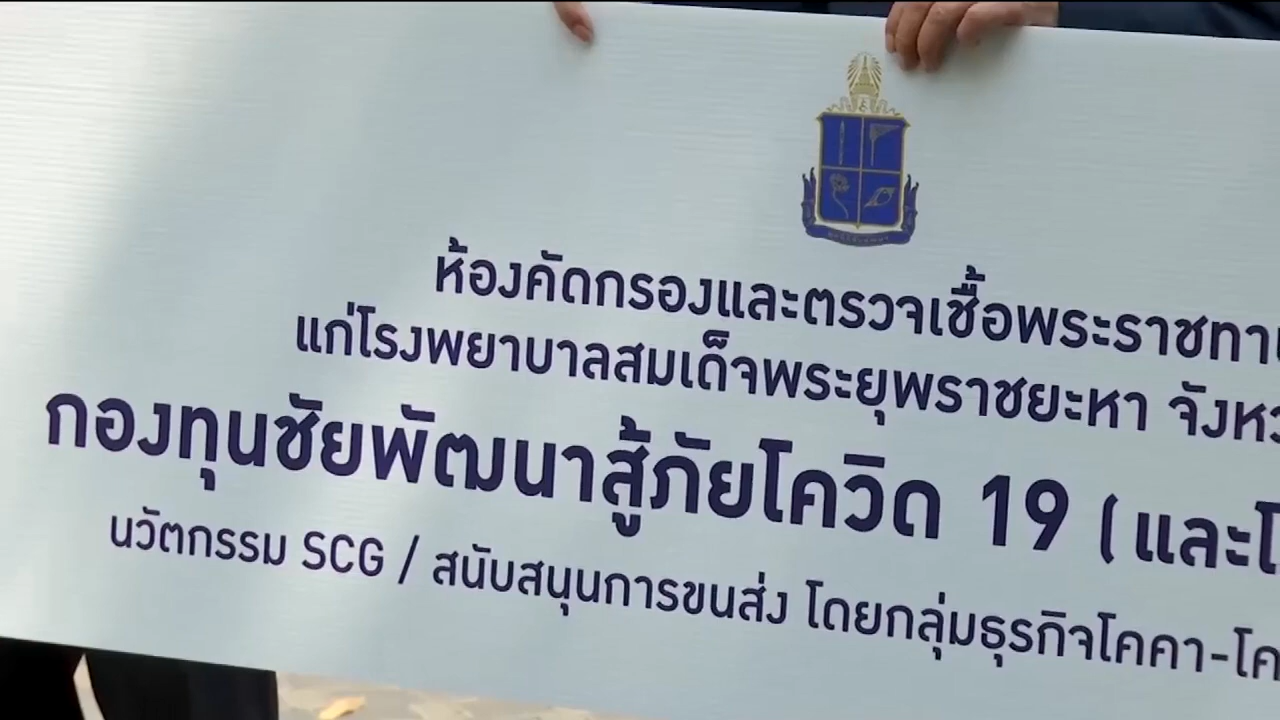 ห้องคัดกรองและตรวจเชื้อพระราชทาน
แก่โรงพยาบาลสมเด็จพระยุพราชยะหา จังหว
กองทุนชัยพัฒนาสู้ภัยโควิด 19 (และโ
นวัตกรรม SCG / สนับสนุนการขนส่ง โดยกลุ่มธุรกิจโคคา-โค